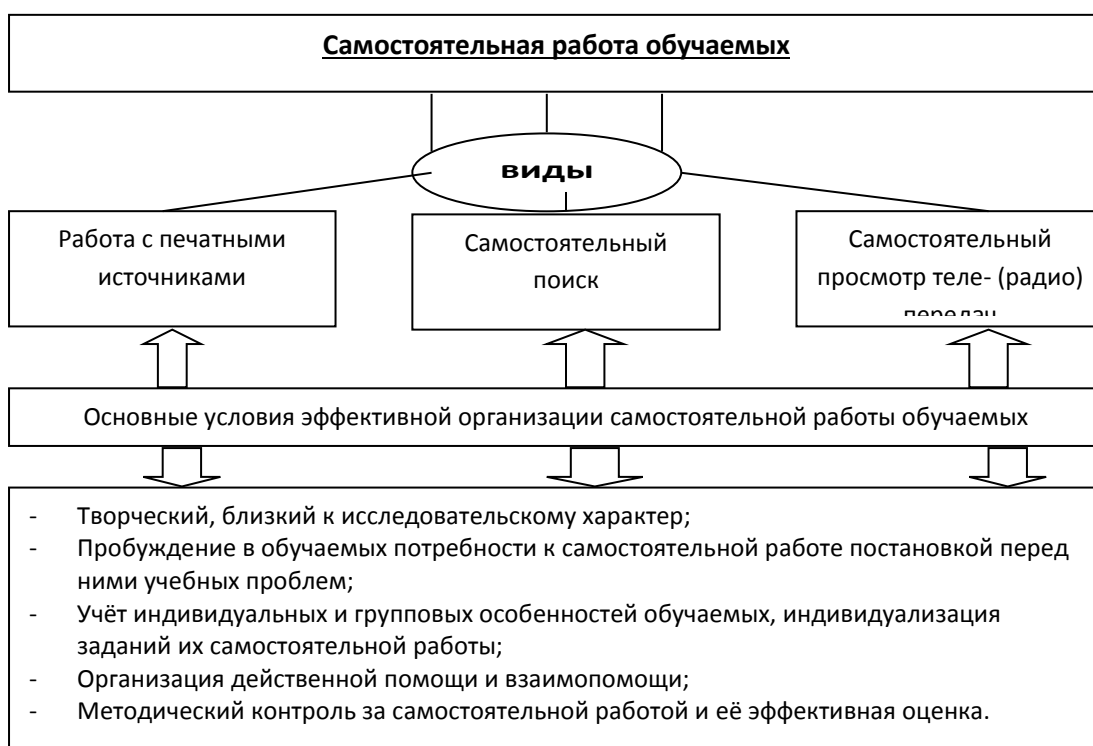 Самостоятельная работа обучаемых
виды
Работа с печатными
источниками
Самостоятельный
поиск
Самостоятельный
просмотр теле- (радио)
передач
Основные условия эффективной организации самостоятельной работы обучаемых
- Творческий, близкий к исследовательскому характер;
- Пробуждение в обучаемых потребности к самостоятельной работе постановкой перед
ними учебных проблем;
- Учёт индивидуальных и групповых особенностей обучаемых, индивидуализация
заданий их самостоятельной работы;
- Организация действенной помощи и взаимопомощи;
- Методический контроль за самостоятельной работой и её эффективная оценка.